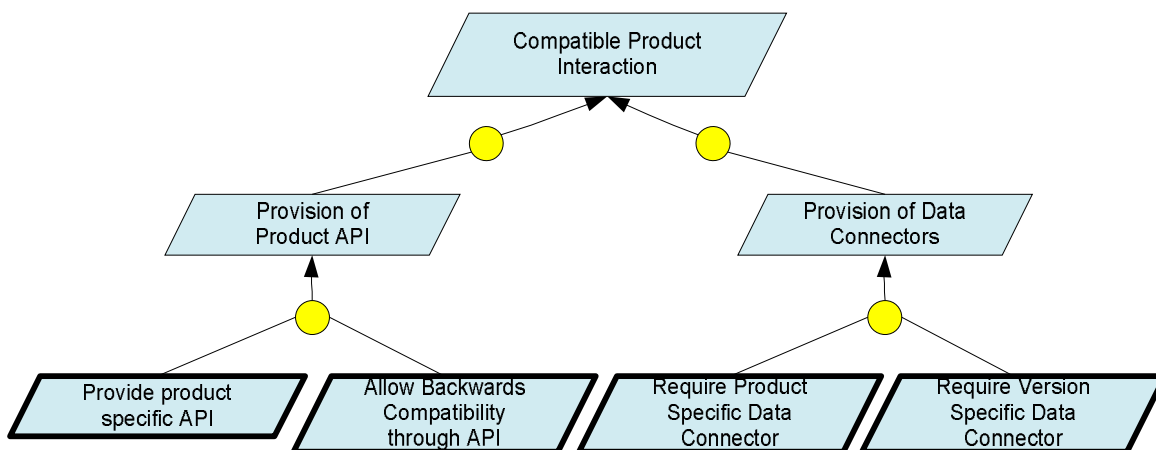 Compatible Product
Interaction
Provision of
Product API
Provision of Data
Connectors
Provide product
specific API
Allow Backwards
Compatibility
through API
Require Product
Specific Data
Connector
Require Version
Specific Data
Connector